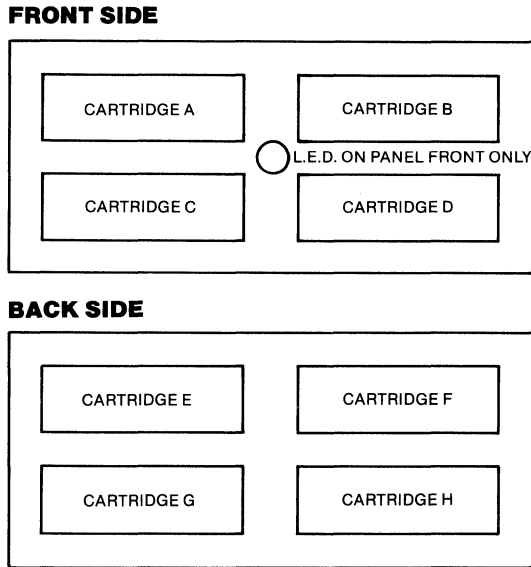 FRONT SIDE
CARTRIDGE A
CARTRIDGE B
L.E.D. ON PANEL FRONT ONLY
CARTRIDGE C
CARTRIDGE D
BACK SIDE
CARTRIDGE E
CARTRIDGE F
CARTRIDGE G
CARTRIDGE H